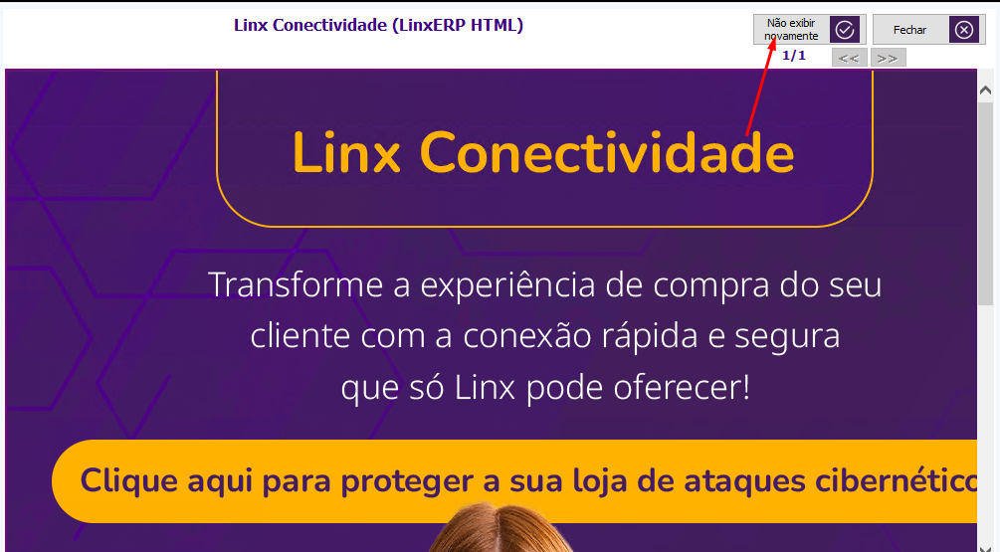 Linx Conectividade (LinxERP HTML)
Não exibir
novamente
Fechar
1/1
<<
>>
Linx Conectividade
Transforme a experiência de compra do seu
cliente com a conexão rápida e segura
que só Linx pode oferecer!
Clique aqui para proteger a sua loja de ataques cibernético